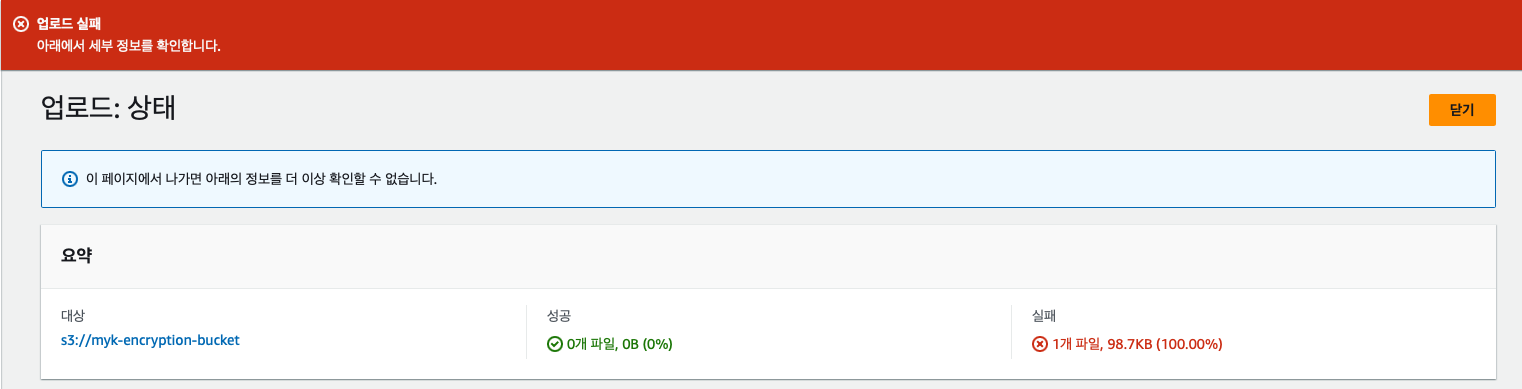 업로드 실패
아래에서 세부 정보를 확인합니다.
업로드: 상태
닫기
이 페이지에서 나가면 아래의 정보를 더 이상 확인할 수 없습니다.
요약
대상
s3://myk-encryption-bucket
성공
0개 파일, 0B (0%)
실패
1개 파일, 98.7KB (100.00%)